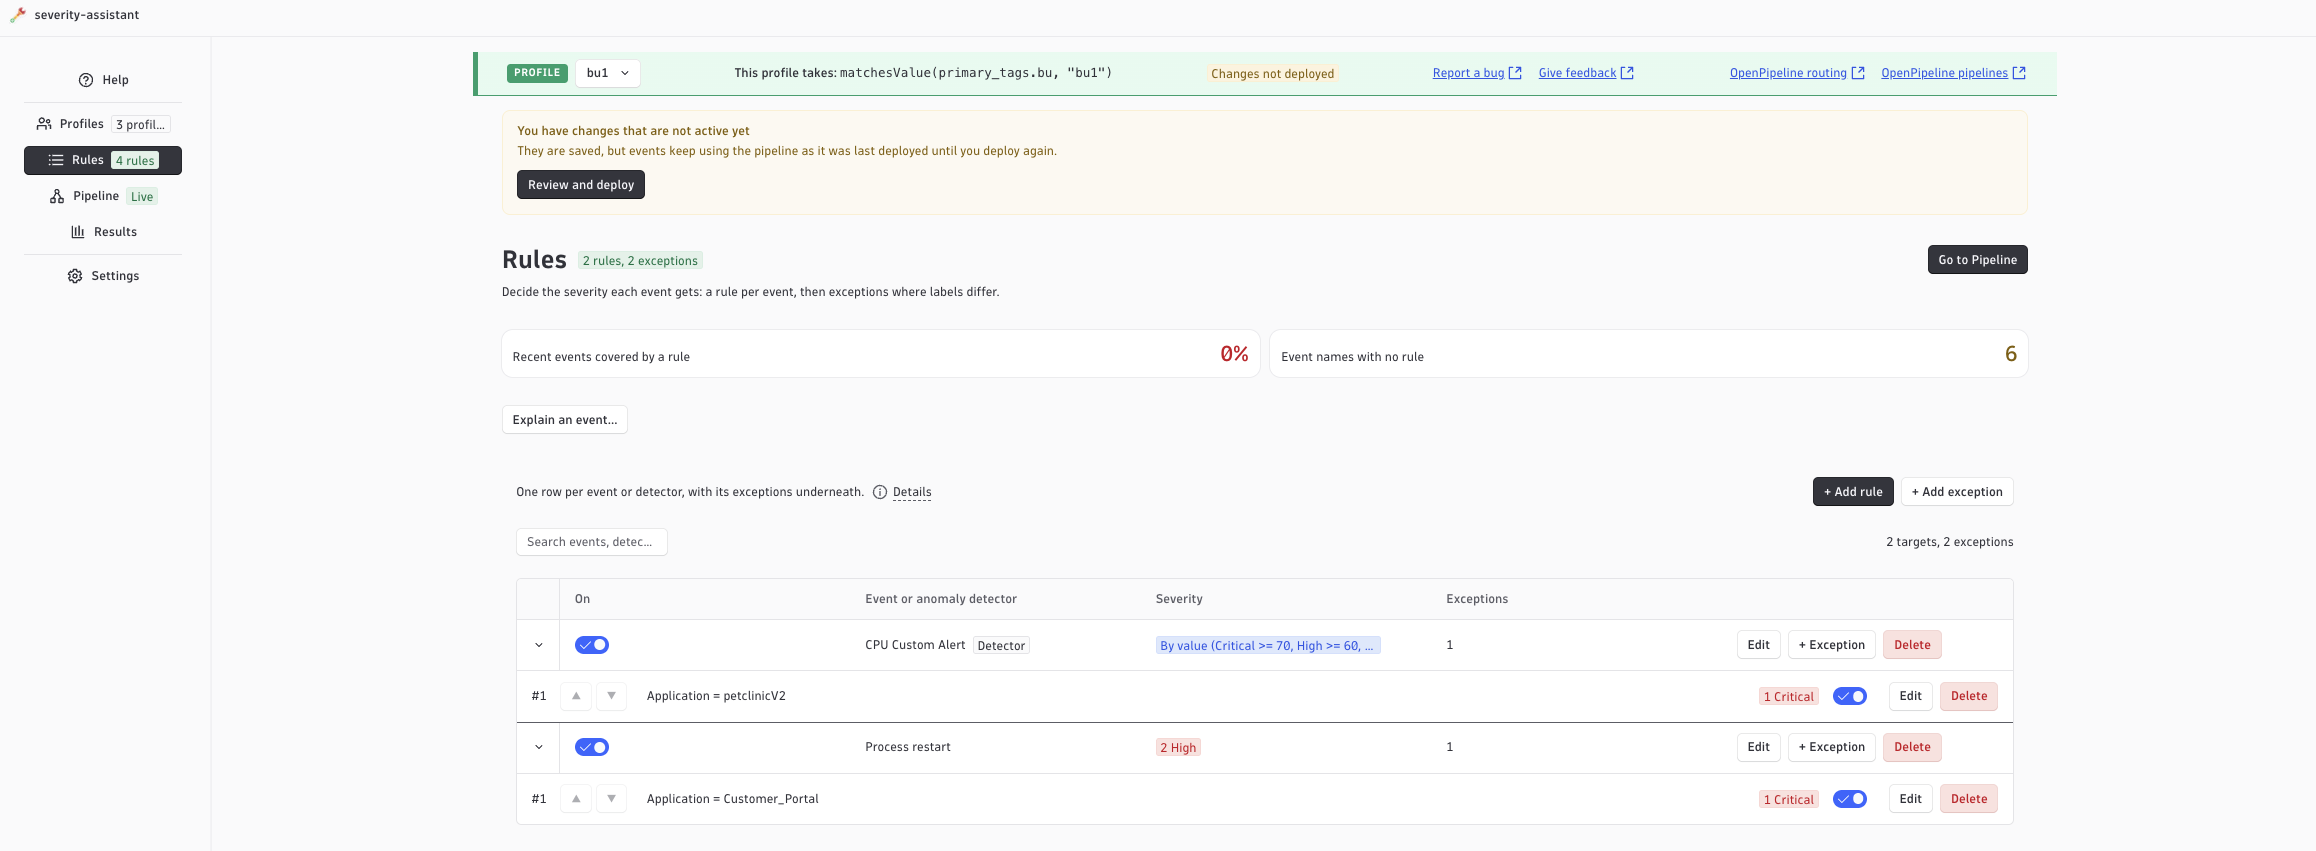 severity-assistant
Help
Profiles 3 profil...
Rules 4 rules
Pipeline Live
Results
Settings
PROFILE bu1 This profile takes: matchesValue(primary_tags.bu, "bu1") Changes not deployed Report a bug Give feedback OpenPipeline routing OpenPipeline pipelines
You have changes that are not active yet
They are saved, but events keep using the pipeline as it was last deployed until you deploy again.
Review and deploy
Rules 2 rules, 2 exceptions Go to Pipeline
Decide the severity each event gets: a rule per event, then exceptions where labels differ.
Recent events covered by a rule 0% Event names with no rule 6
Explain an event...
One row per event or detector, with its exceptions underneath. Details + Add rule + Add exception
Search events, detec... 2 targets, 2 exceptions
On Event or anomaly detector Severity Exceptions
CPU Custom Alert Detector By value (Critical >= 70, High >= 60, ... 1 Edit + Exception Delete
#1 Application = petclinicV2 1 Critical Edit Delete
Process restart 2 High 1 Edit + Exception Delete
#1 Application = Customer_Portal 1 Critical Edit Delete